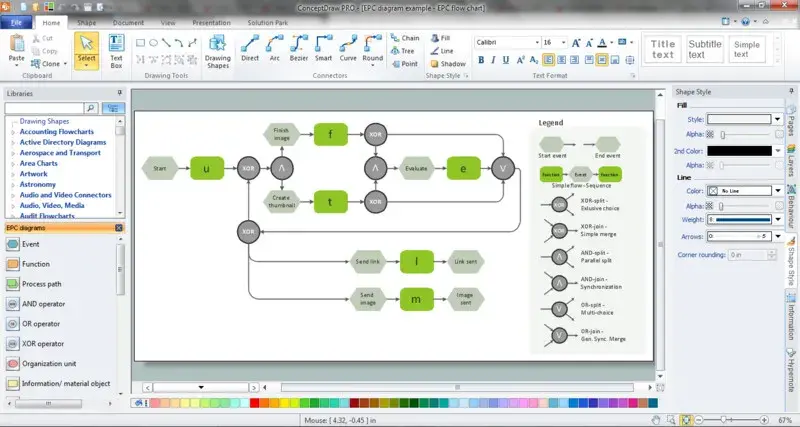 ConceptDraw PRO - [EPC diagram example - EPC flow chart]
File
Home
Shape
Document
View
Presentation
Solution Park
Paste
Cut
Copy
Clone
Clipboard
Select
Text Box
Drawing Tools
Drawing Shapes
Direct
Arc
Bezier
Smart
Curve
Round
Connectors
Chain
Tree
Point
Fill
Line
Shadow
Shape Style
Calibri
16
Text Format
Title text
Subtitle text
Simple text
Libraries
Drawing Shapes
Accounting Flowcharts
Active Directory Diagrams
Aerospace and Transport
Area Charts
Artwork
Astronomy
Audio and Video Connectors
Audio, Video, Media
Audit Flowcharts
EPC diagrams
Event
Function
Process path
AND operator
OR operator
XOR operator
Organization unit
Information/ material object
Start
u
XOR
Λ
Finish image
f
XOR
Create thumbnail
t
XOR
Λ
Evaluate
e
V
XOR
Send link
l
Link sent
Send image
m
Image sent
Legend
Start event
End event
Function
Event
Function
Simple flow - Sequence
XOR
XOR-split -
Exlusive choice
XOR
XOR-join -
Simple merge
Λ
AND-split -
Parallel split
Λ
AND-join -
Synchronization
V
OR-split -
Multi-choice
V
OR-join -
Gen. Sync. Merge
Shape Style
Fill
Style:
Alpha:
2nd Color:
Alpha:
Line
Color:
No Line
Alpha:
Weight:
8
Arrows:
0
5
Corner rounding:
0 in
Pages
Layers
Behaviour
Shape Style
Information
Hypernote
Mouse: [ 4.32, -0.45 ] in
67%